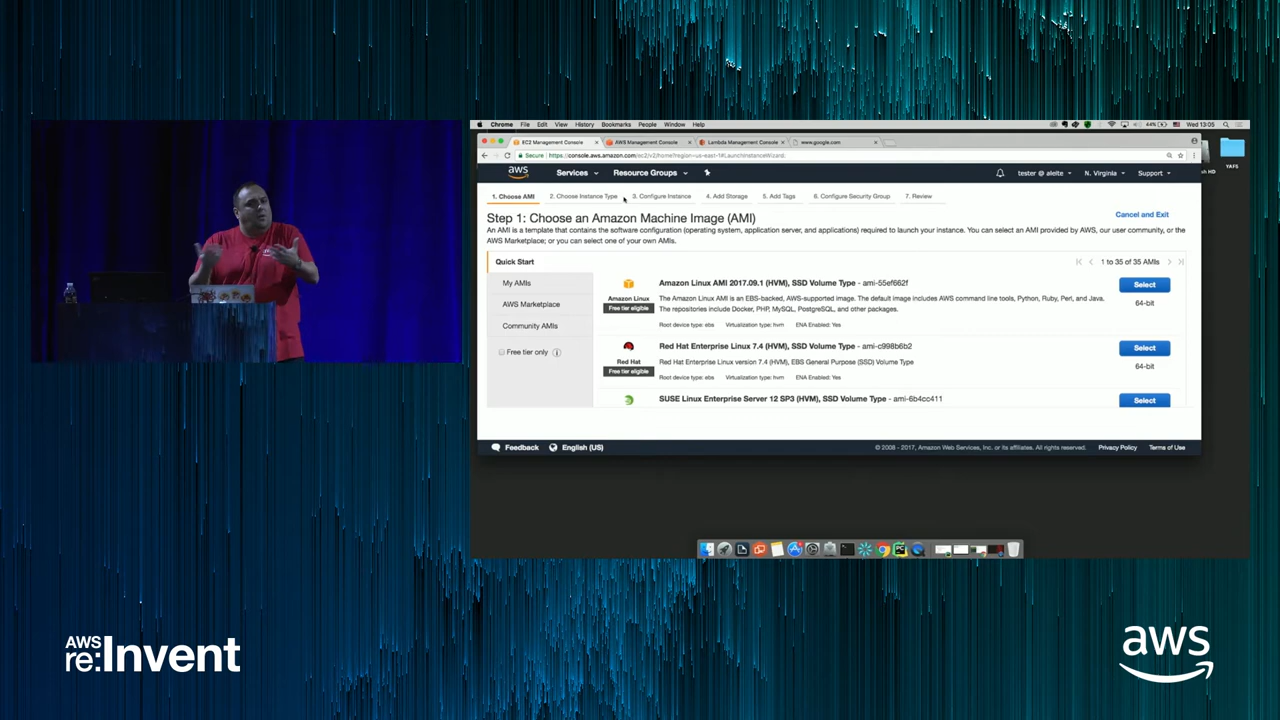 Chrome File Edit View History Bookmarks People Window Help
44% Wed 13:05
EC2 Management Console
AWS Management Console
Lambda Management Console
www.google.com
Secure https://console.aws.amazon.com/ec2/v2/home?region=us-east-1#LaunchInstanceWizard:
YAFS
aws Services Resource Groups tester @ aleite N. Virginia Support
1. Choose AMI 2. Choose Instance Type 3. Configure Instance 4. Add Storage 5. Add Tags 6. Configure Security Group 7. Review
Step 1: Choose an Amazon Machine Image (AMI)
Cancel and Exit
An AMI is a template that contains the software configuration (operating system, application server, and applications) required to launch your instance. You can select an AMI provided by AWS, our user community, or the
AWS Marketplace; or you can select one of your own AMIs.
Quick Start
1 to 35 of 35 AMIs
My AMIs
AWS Marketplace
Community AMIs
Free tier only
Amazon Linux
Free tier eligible
Amazon Linux AMI 2017.09.1 (HVM), SSD Volume Type - ami-55ef662f
The Amazon Linux AMI is an EBS-backed, AWS-supported image. The default image includes AWS command line tools, Python, Ruby, Perl, and Java.
The repositories include Docker, PHP, MySQL, PostgreSQL, and other packages.
Root device type: ebs Virtualization type: hvm ENA Enabled: Yes
Select
64-bit
Red Hat
Free tier eligible
Red Hat Enterprise Linux 7.4 (HVM), SSD Volume Type - ami-c998b6b2
Red Hat Enterprise Linux version 7.4 (HVM), EBS General Purpose (SSD) Volume Type
Root device type: ebs Virtualization type: hvm ENA Enabled: Yes
Select
64-bit
SUSE Linux Enterprise Server 12 SP3 (HVM), SSD Volume Type - ami-6b4cc411
Select
Feedback English (US)
© 2008 - 2017, Amazon Web Services, Inc. or its affiliates. All rights reserved. Privacy Policy Terms of Use
AWS
re:Invent
aws